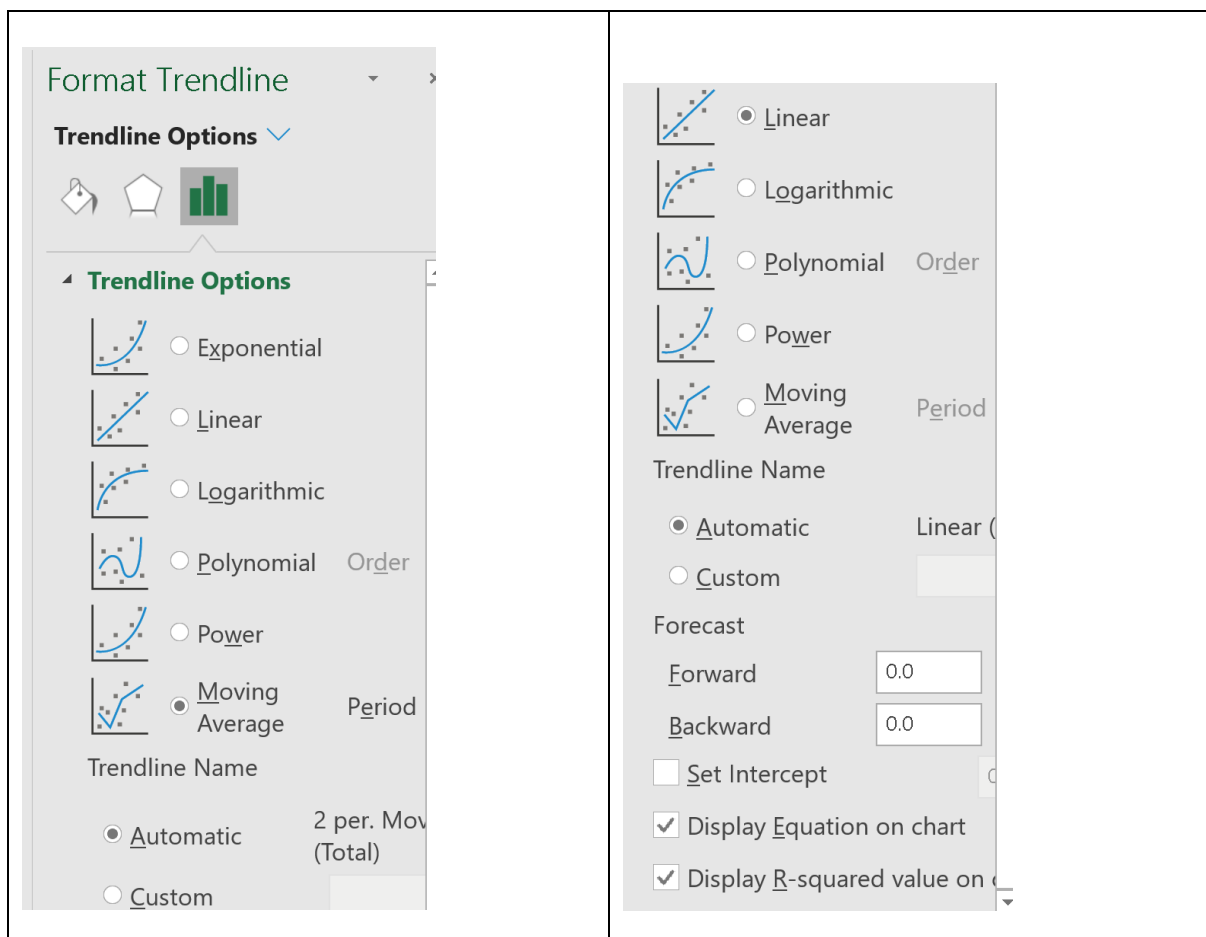 Format Trendline
Trendline Options
Trendline Options
Exponential
Linear
Logarithmic
Polynomial Order
Power
Moving
Average
Period
Trendline Name
Automatic
2 per. Mov
(Total)
Custom
Linear
Logarithmic
Polynomial Order
Power
Moving
Average
Period
Trendline Name
Automatic Linear (
Custom
Forecast
Forward 0.0
Backward 0.0
Set Intercept
Display Equation on chart
Display R-squared value on